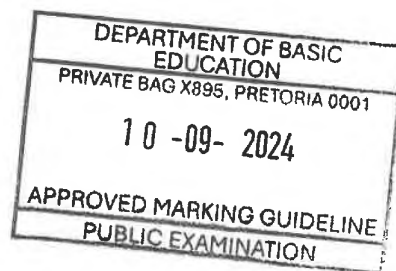 DEPARTMENT OF BASIC
EDUCATION
PRIVATE BAG X895, PRETORIA 0001
10 -09- 2024
APPROVED MARKING GUIDELINE
PUBLIC EXAMINATION